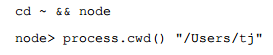 cd ~ && node
node> process.cwd() "/Users/tj"